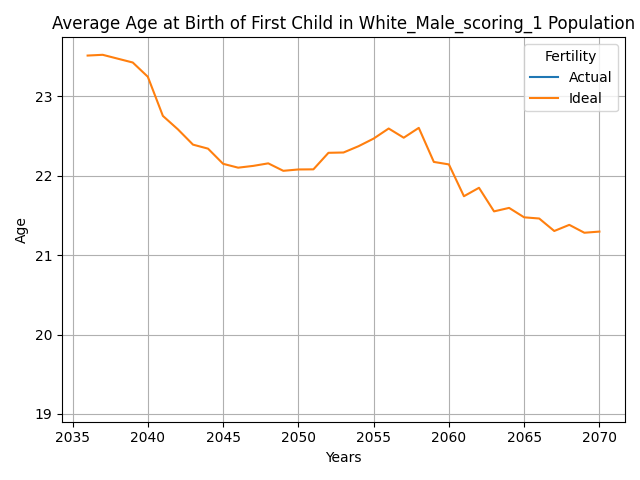 Average Age at Birth of First Child in White_Male_scoring_1 Population
Fertility
Actual
Ideal
Age
23
22
21
20
19
2035 2040 2045 2050 2055 2060 2065 2070
Years